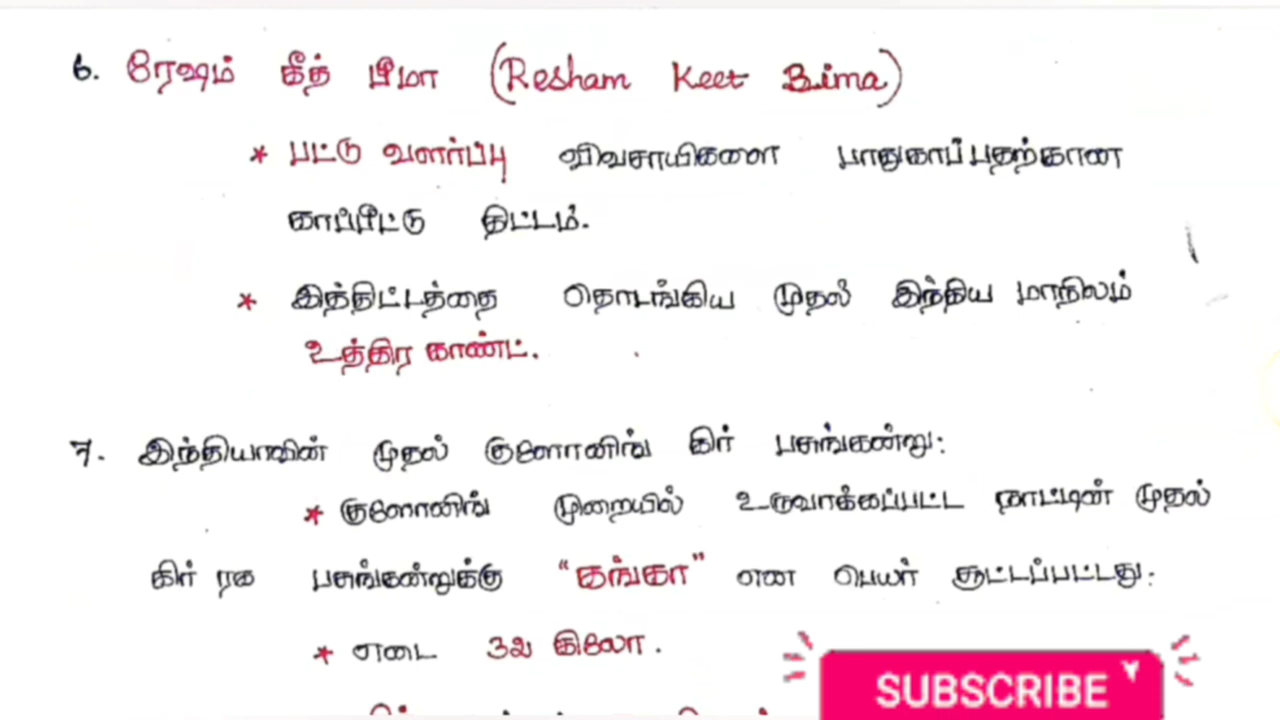 6. ரேஷம் கீத் பீமா (Resham Keet Bima)
* பட்டு வளர்ப்பு விவசாயிகளை பாதுகாப்பதற்கான
காப்பீட்டு திட்டம்.
* இத்திட்டத்தை தொடங்கிய முதல் இந்திய மாநிலம்
உத்திரகாண்ட்.
7. இந்தியாவின் முதல் குளோனிங் கிர் பசுங்கன்று:
* குளோனிங் முறையில் உருவாக்கப்பட்ட நாட்டின் முதல்
கிர் ரக பசுங்கன்றுக்கு "கங்கா" என பெயர் சூட்டப்பட்டது.
* எடை 32 கிலோ.
SUBSCRIBE